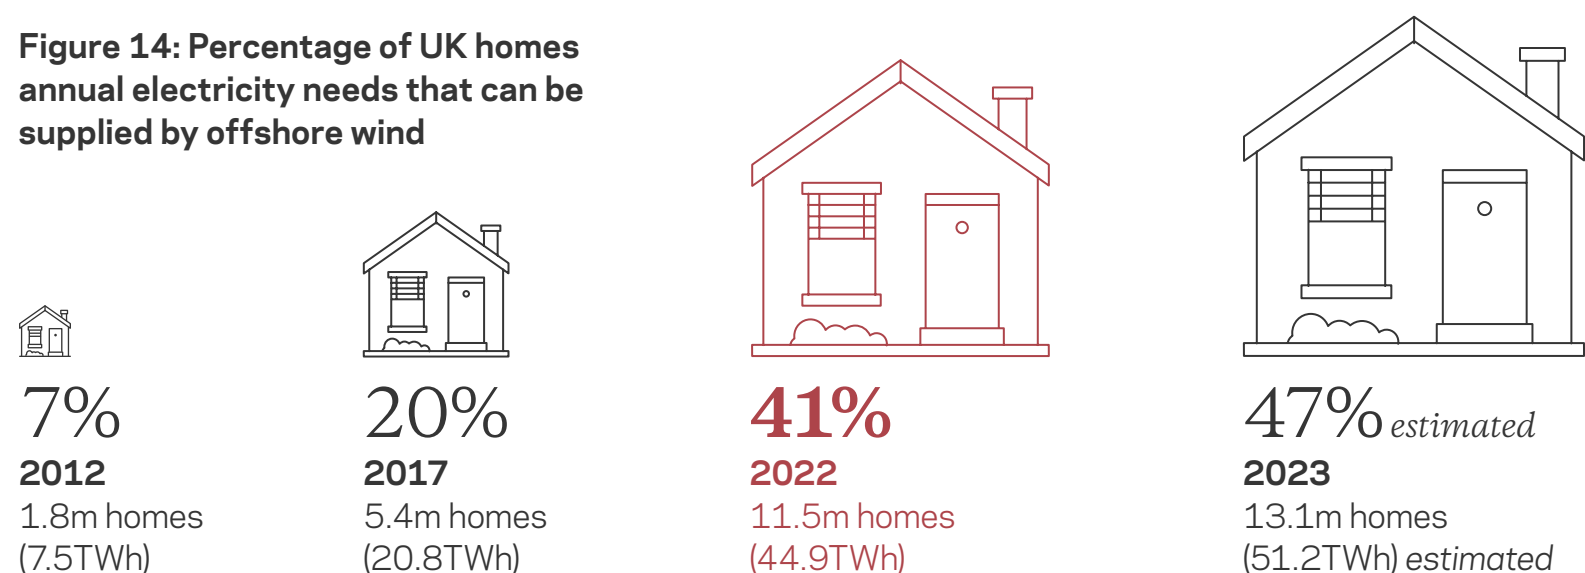 Figure 14: Percentage of UK homes
annual electricity needs that can be
supplied by offshore wind
7%
2012
1.8m homes
(7.5TWh)
20%
2017
5.4m homes
(20.8TWh)
41%
2022
11.5m homes
(44.9TWh)
47% estimated
2023
13.1m homes
(51.2TWh) estimated